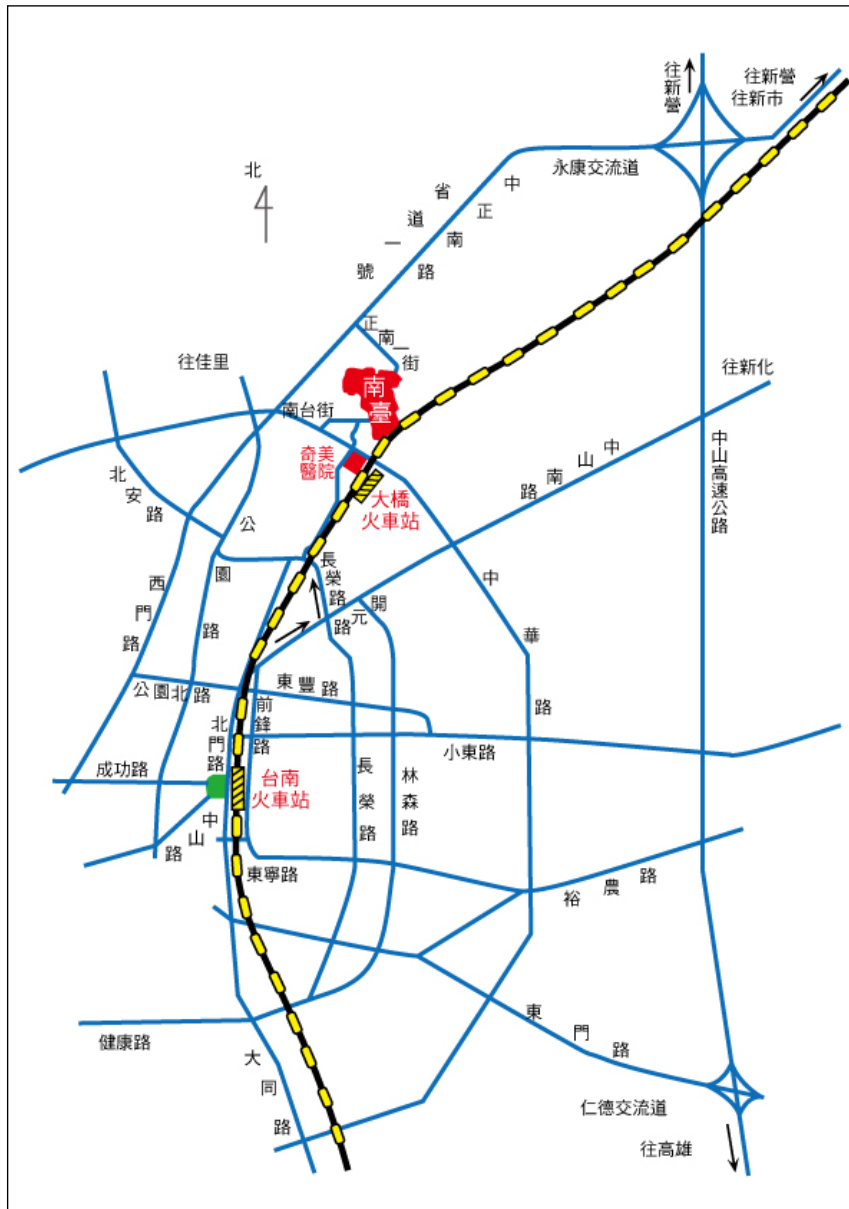 往新營
往新營
往新市
永康交流道
北
省道一號
中正南路
正南一街
往佳里
往新化
南台街
南臺
奇美
醫院
大橋
火車站
中山南路
中山高速公路
北安路
公園路
西門路
長榮路
開元路
中華路
公園北路
東豐路
北門路
前鋒路
小東路
成功路
台南
火車站
長榮路
林森路
中山路
東寧路
裕農路
東門路
健康路
大同路
仁德交流道
往高雄